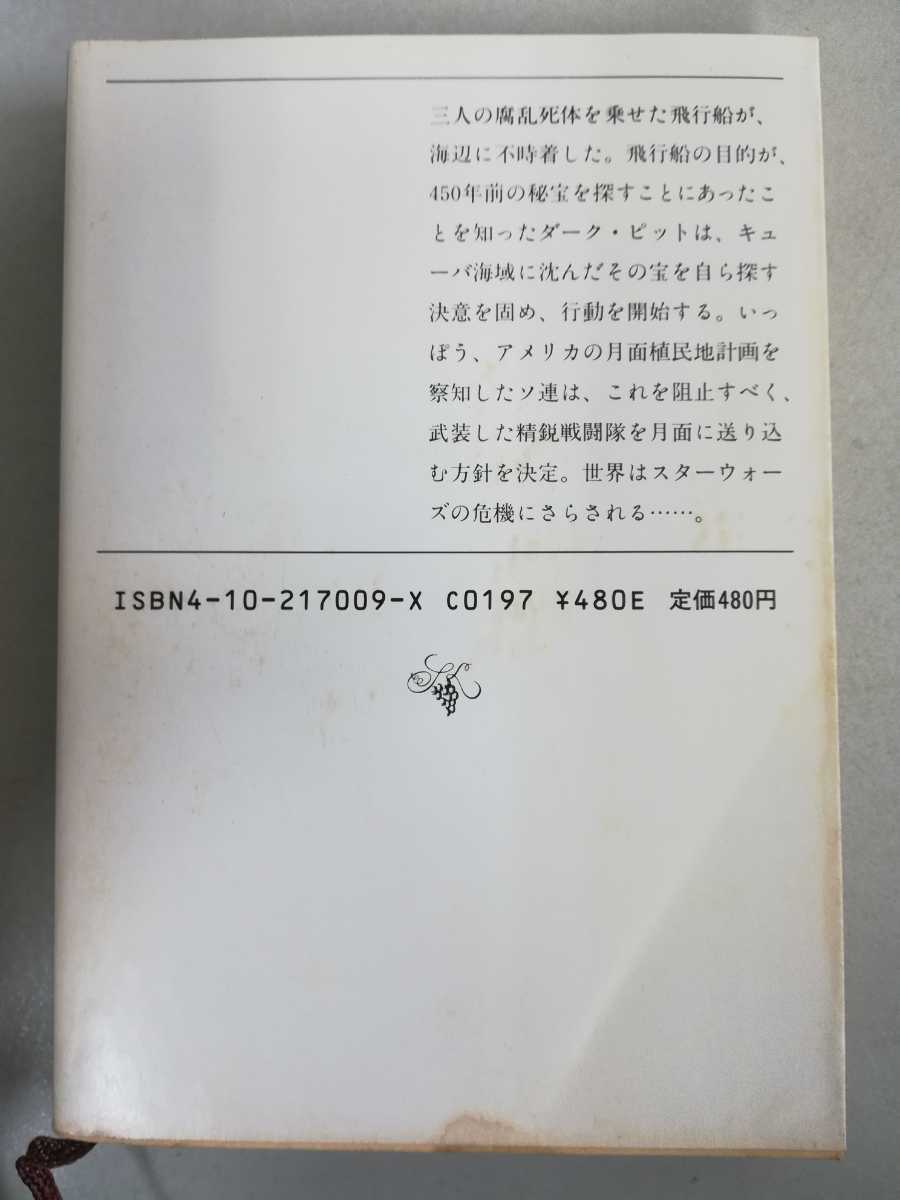 三人の腐乱死体を乗せた飛行船が、
海辺に不時着した。飛行船の目的が、
450年前の秘宝を探すことにあったこ
とを知ったダーク・ピットは、キュ
ーバ海域に沈んだその宝を自ら探す
決意を固め、行動を開始する。いっ
ぽう、アメリカの月面植民地計画を
察知したソ連は、これを阻止すべく、
武装した精鋭戦闘隊を月面に送り込
む方針を決定。世界はスターウォー
ズの危機にさらされる……。
ISBN4-10-217009-X C0197 ¥480E 定価480円
SK